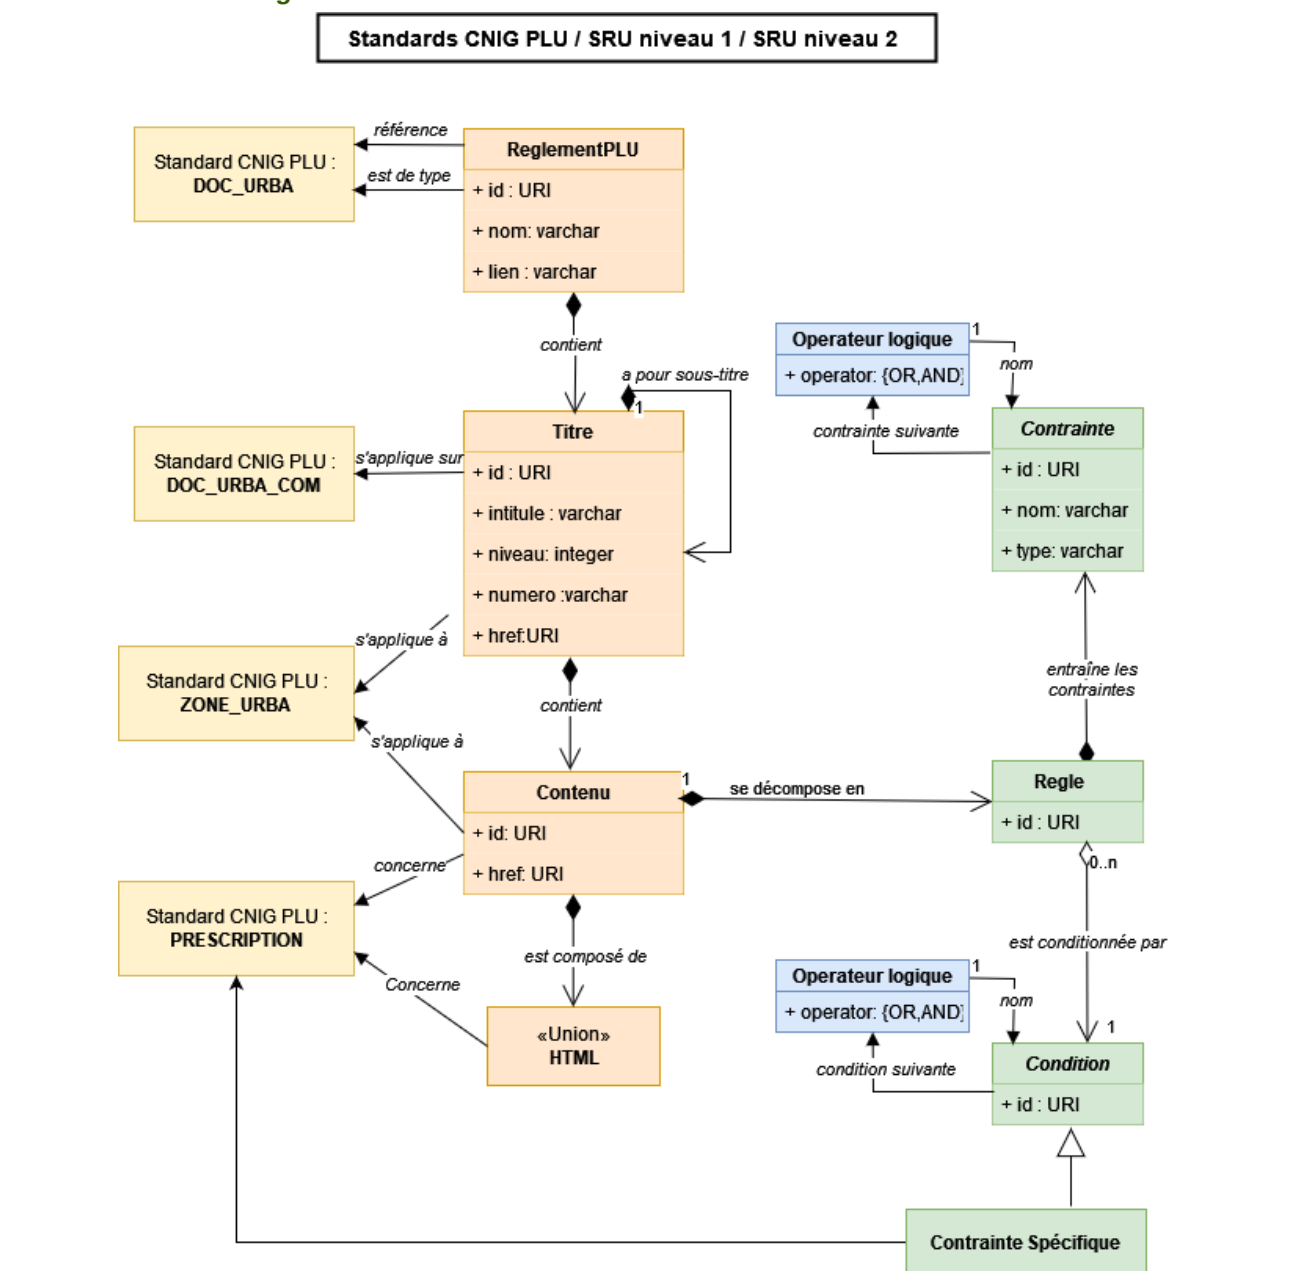 g
Standards CNIG PLU / SRU niveau 1 / SRU niveau 2
référence
est de type
Standard CNIG PLU :
DOC_URBA
ReglementPLU
+ id : URI
+ nom: varchar
+ lien : varchar
contient
a pour sous-titre
1
Titre
+ id : URI
+ intitule : varchar
+ niveau: integer
+ numero :varchar
+ href:URI
s'applique sur
Standard CNIG PLU :
DOC_URBA_COM
s'applique à
Standard CNIG PLU :
ZONE_URBA
s'applique à
contient
Contenu
+ id: URI
+ href: URI
1
se décompose en
concerne
Standard CNIG PLU :
PRESCRIPTION
Concerne
est composé de
«Union»
HTML
Operateur logique
+ operator: {OR,AND}
1
nom
contrainte suivante
Contrainte
+ id : URI
+ nom: varchar
+ type: varchar
entraîne les
contraintes
Regle
+ id : URI
0..n
est conditionnée par
1
Operateur logique
+ operator: {OR,AND}
1
nom
condition suivante
Condition
+ id : URI
Contrainte Spécifique